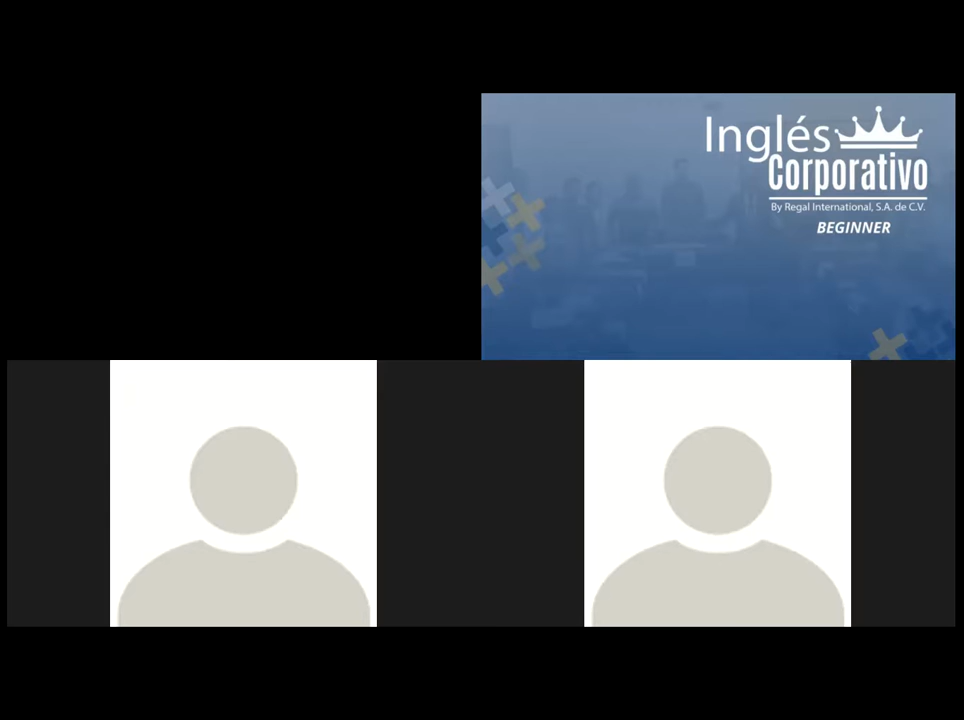 Inglés
Corporativo
By Regal International, S.A. de C.V.
BEGINNER